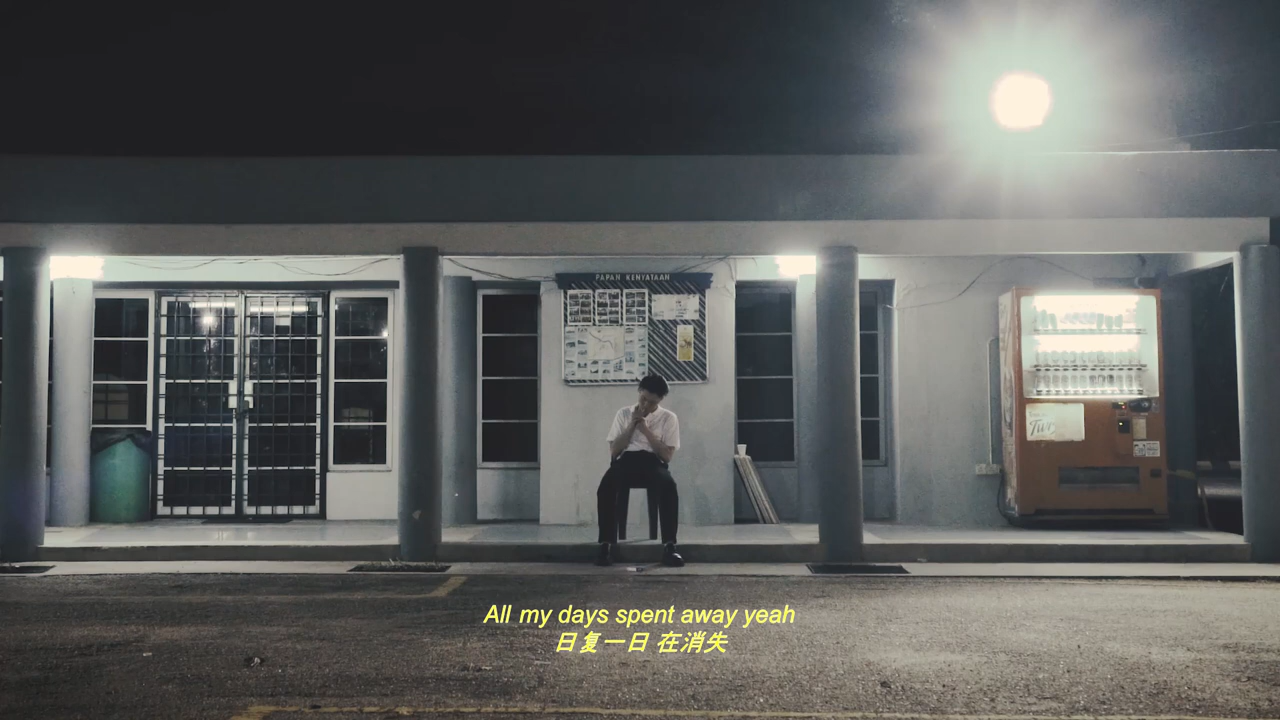 PAPAN KENYATAAN
All my days spent away yeah
日复一日 在消失